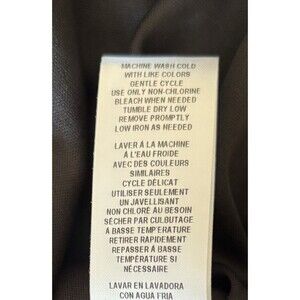 MACHINE WASH COLD
WITH LIKE COLORS
GENTLE CYCLE
USE ONLY NON-CHLORINE
BLEACH WHEN NEEDED
TUMBLE DRY LOW
REMOVE PROMPTLY
LOW IRON AS NEEDED
LAVER À LA MACHINE
À L'EAU FROIDE
AVEC DES COULEURS
SIMILAIRES
CYCLE DÉLICAT
UTILISER SEULEMENT
UN JAVELLISANT
NON CHLORÉ AU BESOIN
SÉCHER PAR CULBUTAGE
À BASSE TEMPÉRATURE
RETIRER RAPIDEMENT
REPASSER À BASSE
TEMPÉRATURE SI
NÉCESSAIRE
LAVAR EN LAVADORA
CON AGUA FRIA